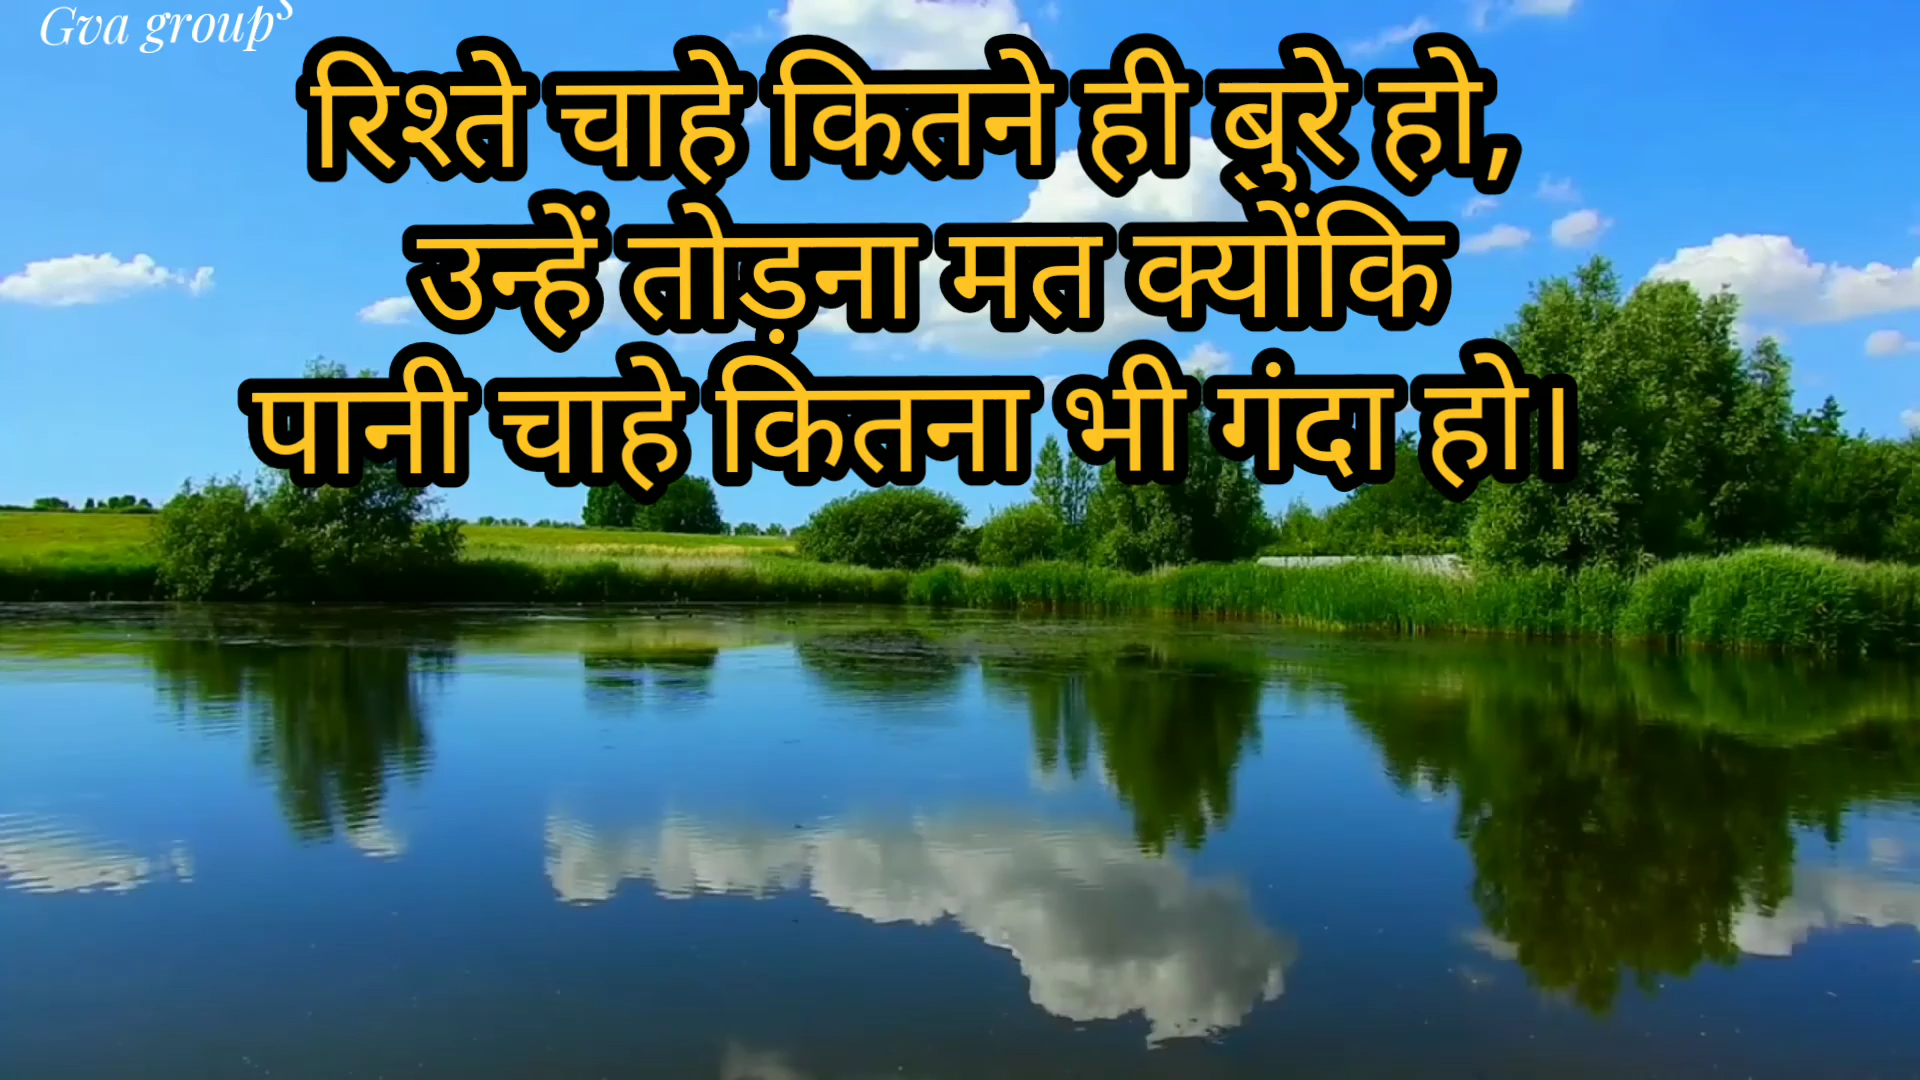 Gva group
रिश्ते चाहे कितने ही बुरे हो,
उन्हें तोड़ना मत क्योंकि
पानी चाहे कितना भी गंदा हो।